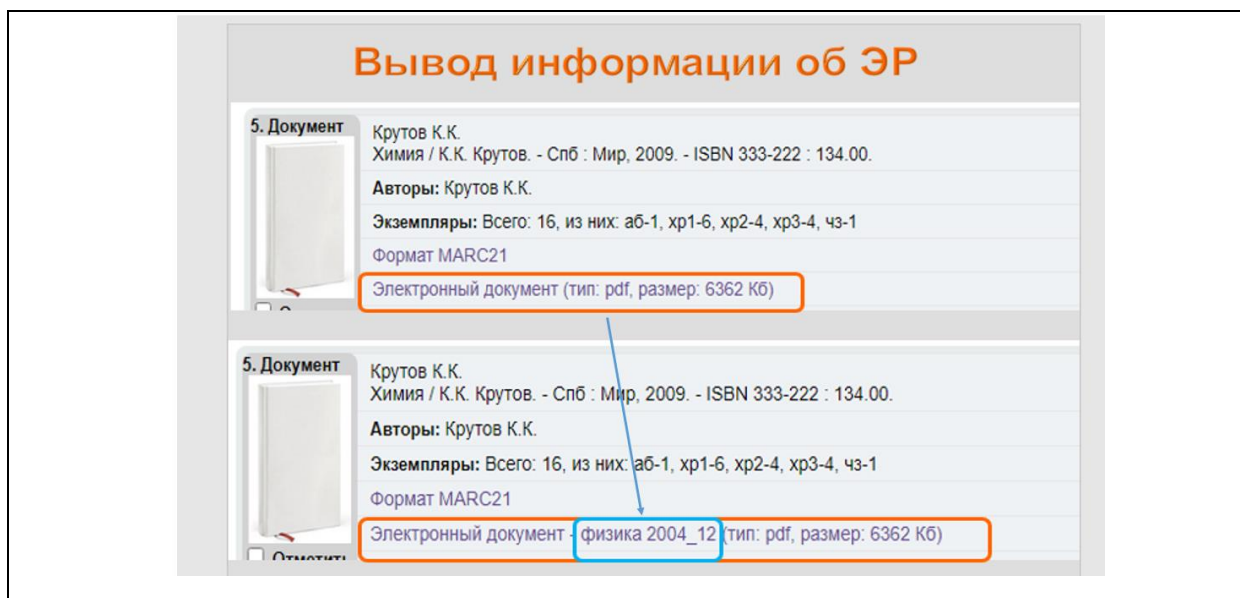 Вывод информации об ЭР
5. Документ
Крутов К.К.
Химия / К.К. Крутов. - Спб : Мир, 2009. - ISBN 333-222 : 134.00.
Авторы: Крутов К.К.
Экземпляры: Всего: 16, из них: аб-1, хр1-6, хр2-4, хр3-4, чз-1
Формат MARC21
Электронный документ (тип: pdf, размер: 6362 Кб)
5. Документ
Крутов К.К.
Химия / К.К. Крутов. - Спб : Мир, 2009. - ISBN 333-222 : 134.00.
Авторы: Крутов К.К.
Экземпляры: Всего: 16, из них: аб-1, хр1-6, хр2-4, хр3-4, чз-1
Формат MARC21
Электронный документ - физика 2004_12 (тип: pdf, размер: 6362 Кб)
Отметить